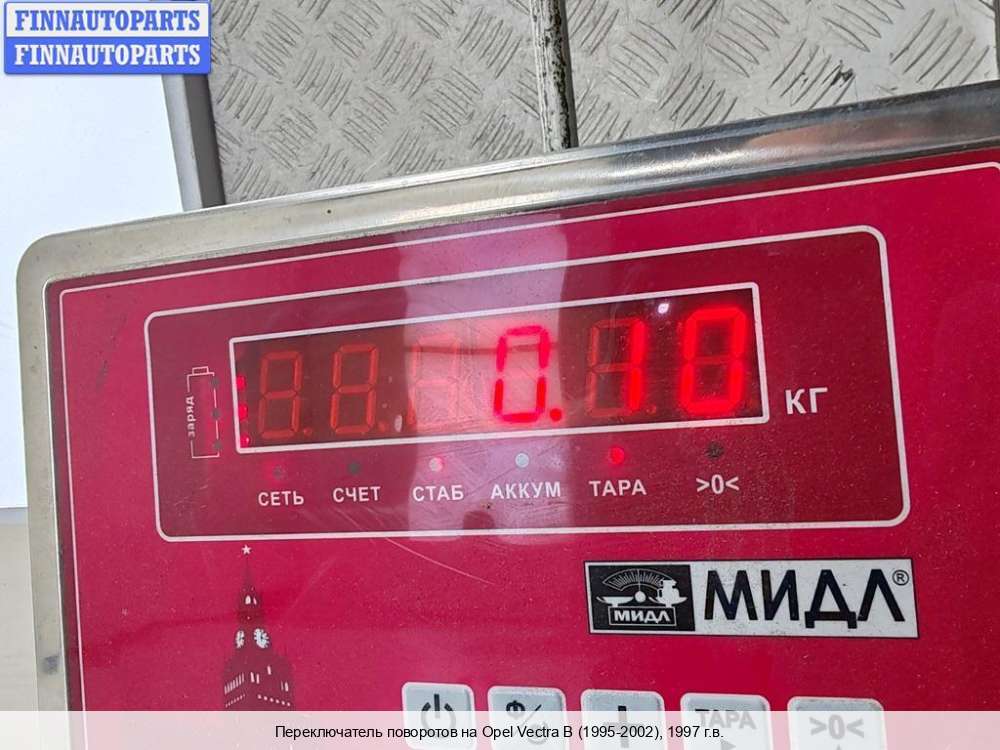 FINNAUTOPARTS
FINNAUTOPARTS
заряд
0.10 КГ
СЕТЬ СЧЕТ СТАБ АККУМ ТАРА >0<
МИДЛ МИДЛ®
ТАРА >0<
Переключатель поворотов на Opel Vectra B (1995-2002), 1997 г.в.